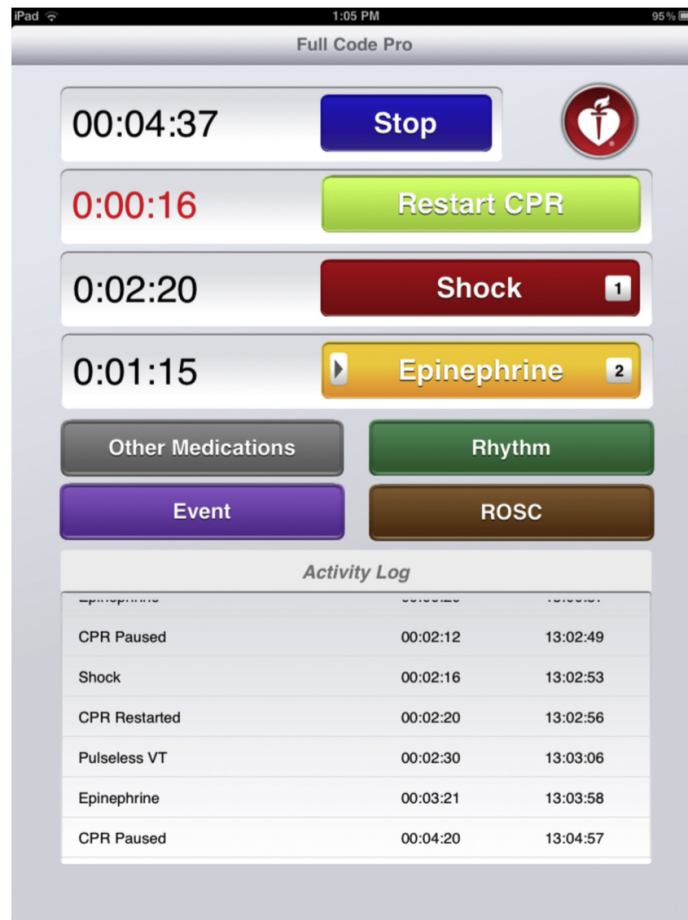 iPad 1:05 PM 95%
Full Code Pro
00:04:37 Stop
0:00:16 Restart CPR
0:02:20 Shock 1
0:01:15 Epinephrine 2
Other Medications Rhythm
Event ROSC
Activity Log
CPR Paused 00:02:12 13:02:49
Shock 00:02:16 13:02:53
CPR Restarted 00:02:20 13:02:56
Pulseless VT 00:02:30 13:03:06
Epinephrine 00:03:21 13:03:58
CPR Paused 00:04:20 13:04:57